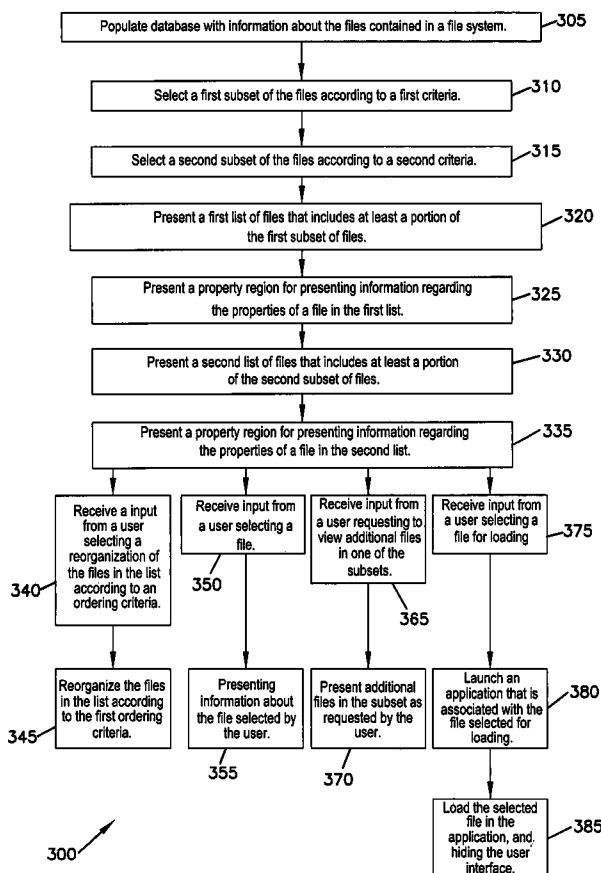 Populate database with information about the files contained in a file system.
305
Select a first subset of the files according to a first criteria.
310
Select a second subset of the files according to a second criteria.
315
Present a first list of files that includes at least a portion of
the first subset of files.
320
Present a property region for presenting information regarding
the properties of a file in the first list.
325
Present a second list of files that includes at least a portion
of the second subset of files.
330
Present a property region for presenting information regarding
the properties of a file in the second list.
335
Receive a input
from a user
selecting a
reorganization of
the files in the list
according to an
ordering criteria.
340
Receive input from
a user selecting a
file.
350
Receive input from
a user requesting to
view additional files
in one of the
subsets.
365
Receive input from
a user selecting a
file for loading
375
Reorganize the files
in the list according
to the first ordering
criteria.
345
Presenting
information about
the file selected by
the user.
355
Present additional
files in the subset as
requested by the
user.
370
Launch an
application that is
associated with the
file selected for
loading.
380
Load the selected
file in the
application, and.
hiding the user
interface.
385
300